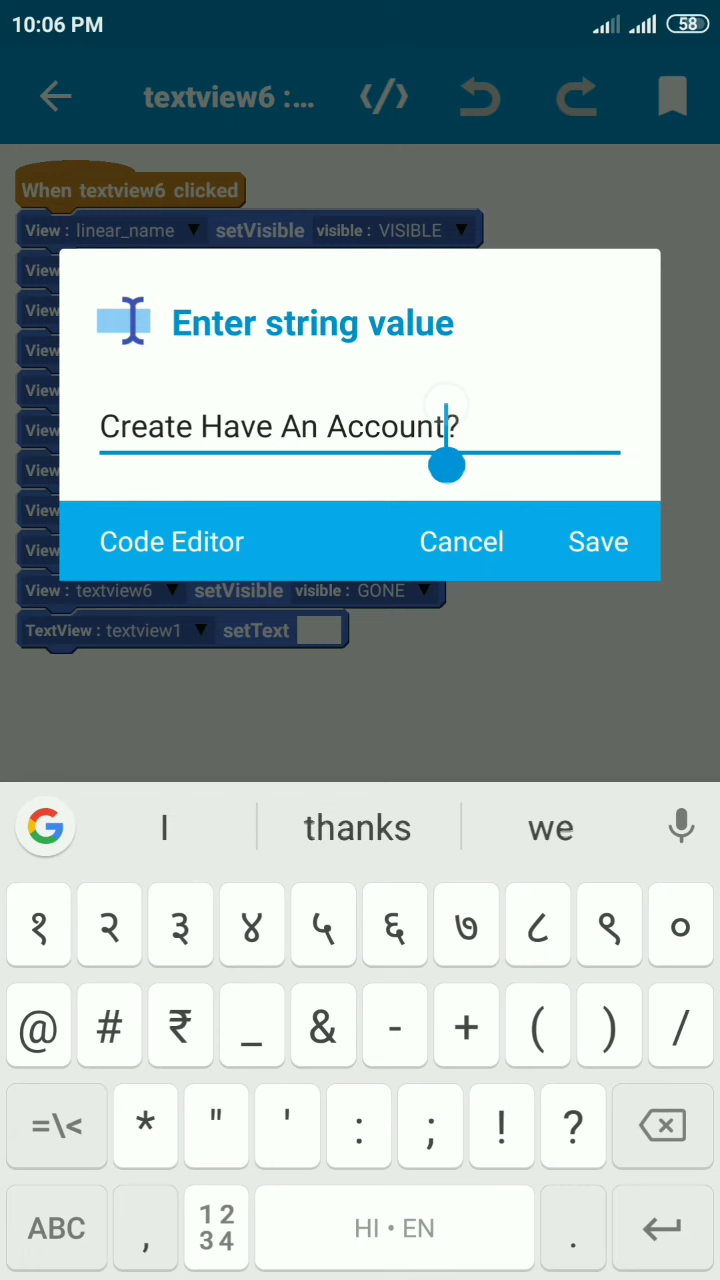 10:06 PM 58
textview6 :...
When textview6 clicked
View : linear_name setVisible visible : VISIBLE
View
Enter string value
View
View
View
Create Have An Account?
View
View
View
View
Code Editor Cancel Save
View : textview6 setVisible visible : GONE
TextView : textview1 setText
I thanks we
१ २ ३ ४ ५ ६ ७ ८ ९ ०
@ # ₹ _ & - + ( ) /
=\< * " ' : ; ! ?
ABC , 12 HI • EN .
34